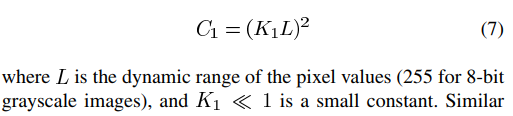 C₁ = (K₁L)² (7)
where L is the dynamic range of the pixel values (255 for 8-bit
grayscale images), and K₁ ≪ 1 is a small constant. Similar